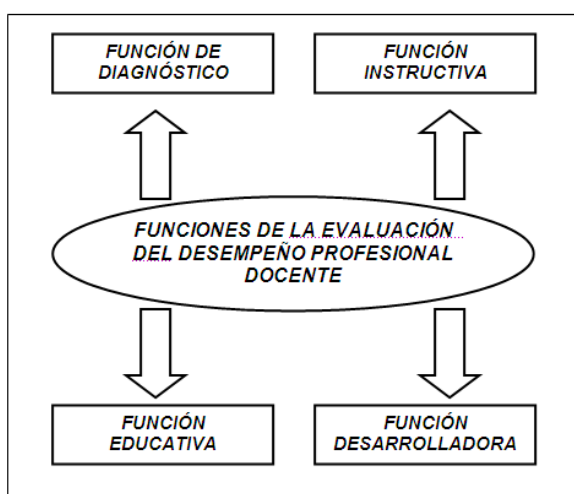 FUNCIÓN DE
DIAGNÓSTICO
FUNCIÓN
INSTRUCTIVA
FUNCIONES DE LA EVALUACIÓN
DEL DESEMPEÑO PROFESIONAL
DOCENTE
FUNCIÓN
EDUCATIVA
FUNCIÓN
DESARROLLADORA